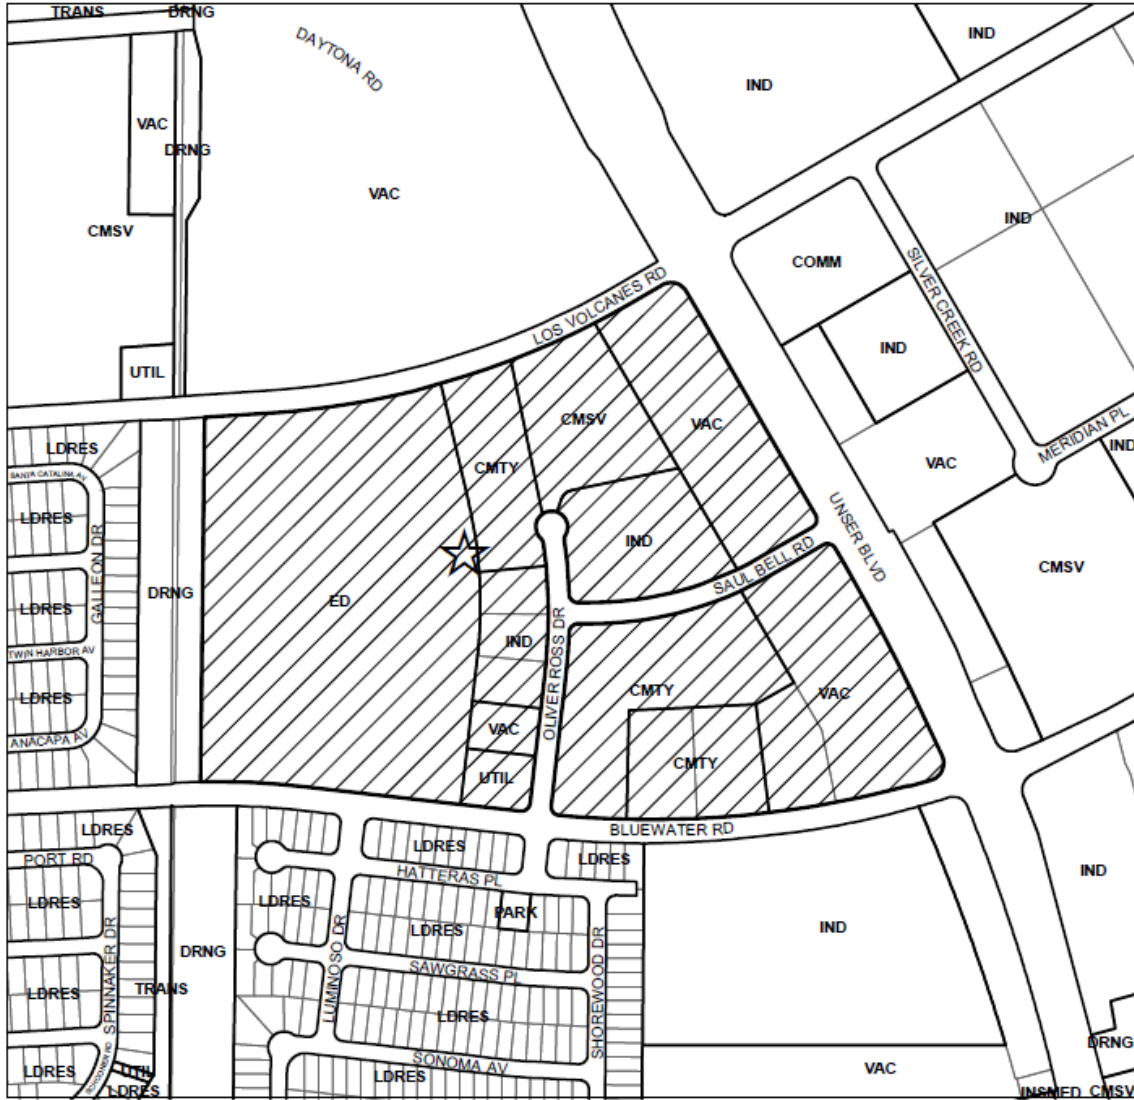 TRANS
DRNG
DAYTONA RD
IND
IND
VAC
DRNG
VAC
IND
CMSV
COMM
SILVER CREEK RD
LOS VOLCANES RD
IND
UTIL
CMSV
VAC
MERIDIAN PL
IND
LDRES
CMTY
VAC
SANTA CATALINA AV
LDRES
UNSER BLVD
GALLEON DR
IND
SAUL BELL RD
CMSV
DRNG
ED
LDRES
OLIVER ROSS DR
IND
TWIN HARBOR AV
LDRES
CMTY
VAC
VAC
ANACAPA AV
CMTY
UTIL
LDRES
BLUEWATER RD
LDRES
LDRES
PORT RD
HATTERAS PL
IND
LDRES
LDRES
PARK
LDRES
IND
SPINNAKER DR
DRNG
LUMINOSO DR
SHOREWOOD DR
SAWGRASS PL
LDRES
TRANS
LDRES
DRNG
SONOMA AV
VAC
LDRES
UTIL
SCHOONER RD
LDRES
LDRES
INSMED
CMSV